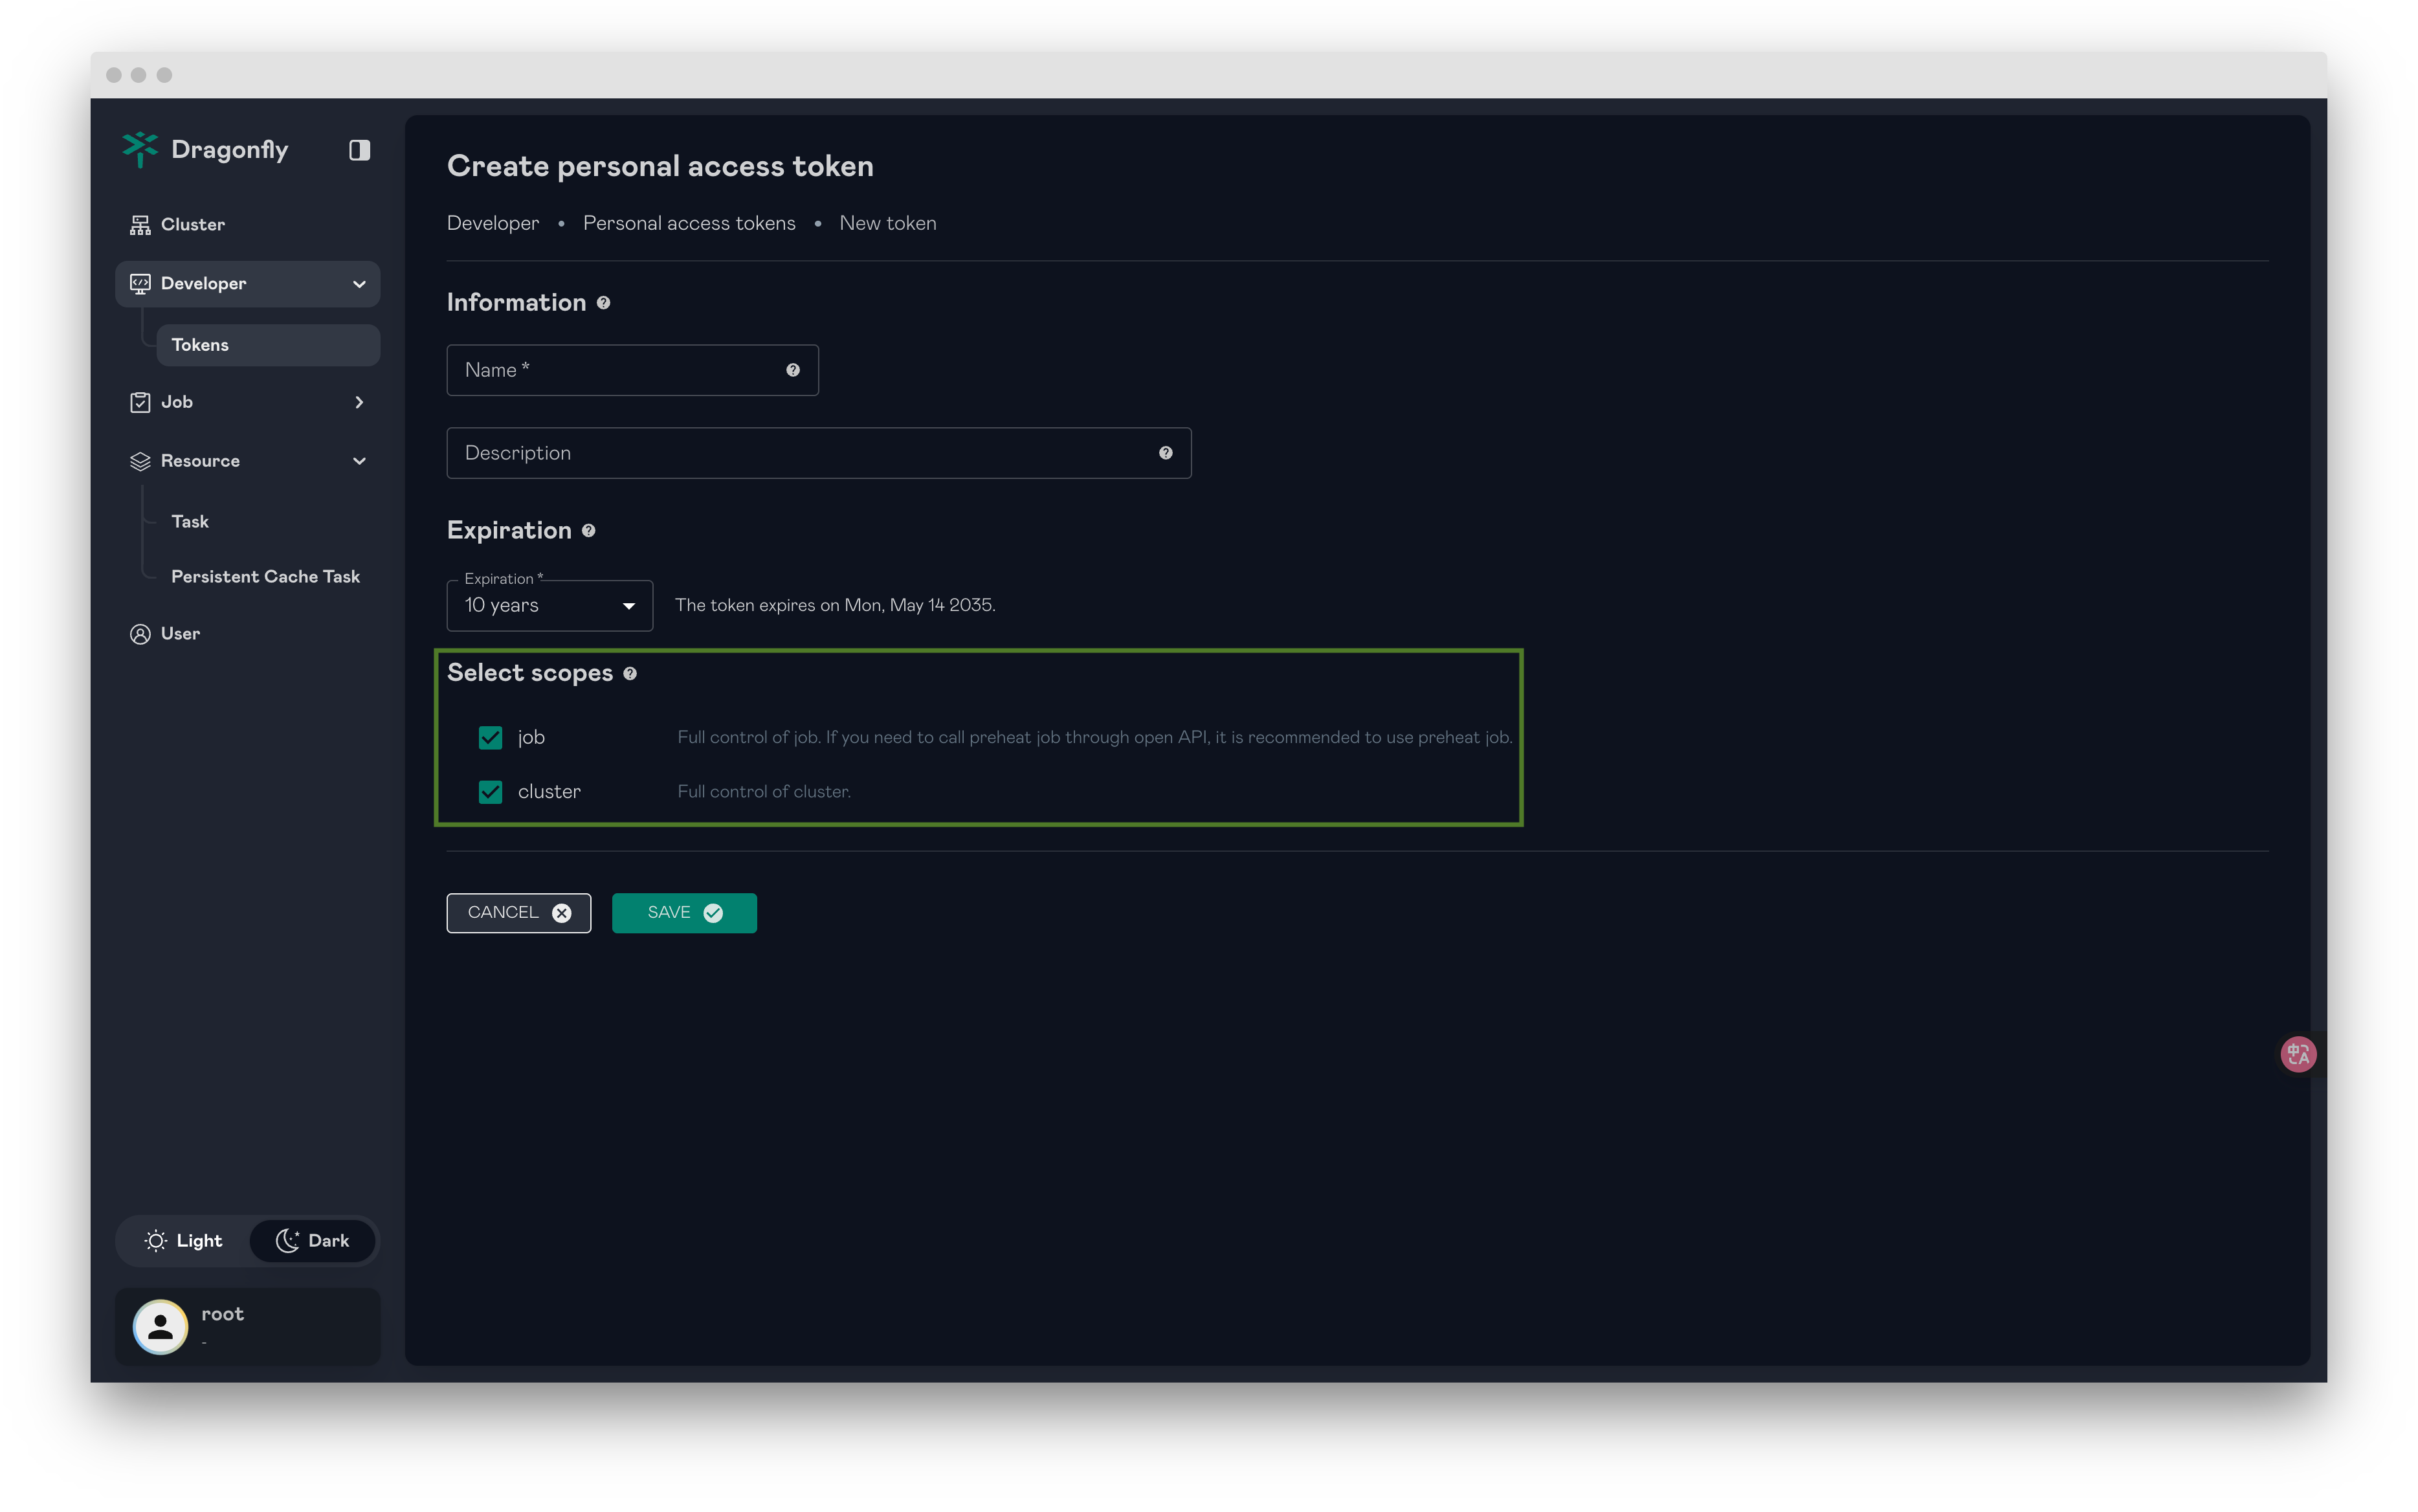 Dragonfly
Cluster
Developer
Tokens
Job
Resource
Task
Persistent Cache Task
User
Light
Dark
root
-
Create personal access token
Developer • Personal access tokens • New token
Information
Name *
Description
Expiration
Expiration *
10 years
The token expires on Mon, May 14 2035.
Select scopes
job
Full control of job. If you need to call preheat job through open API, it is recommended to use preheat job.
cluster
Full control of cluster.
CANCEL
SAVE
中 A